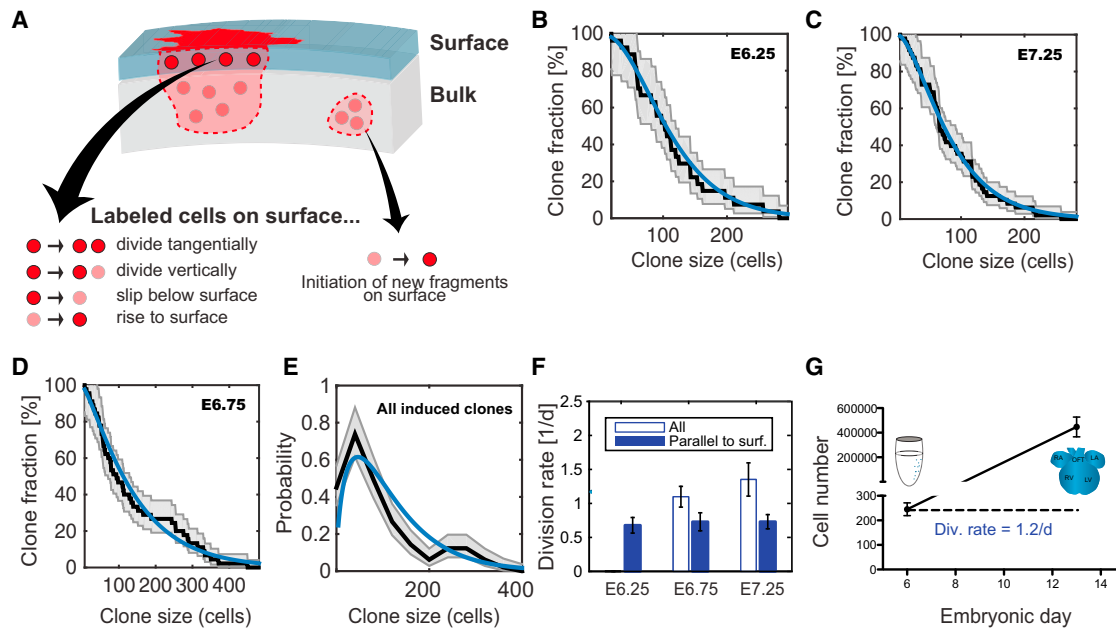 A
Surface
Bulk
Labeled cells on surface...
divide tangentially
divide vertically
slip below surface
rise to surface
Initiation of new fragments
on surface
B
E6.25
Clone fraction [%]
100
80
60
40
20
0
100 200
Clone size (cells)
C
E7.25
Clone fraction [%]
100
80
60
40
20
0
100 200
Clone size (cells)
D
E6.75
Clone fraction [%]
100
80
60
40
20
0
100 200 300 400
Clone size (cells)
E
All induced clones
Probability
1
0.8
0.6
0.4
0.2
0
200 400
Clone size (cells)
F
Division rate [1/d]
2.5
2
1.5
1
0.5
0
All
Parallel to surf.
E6.25 E6.75 E7.25
G
Cell number
600000
400000
200000
300
200
100
0
RA OFT LA
RV LV
Div. rate = 1.2/d
6 8 10 12 14
Embryonic day